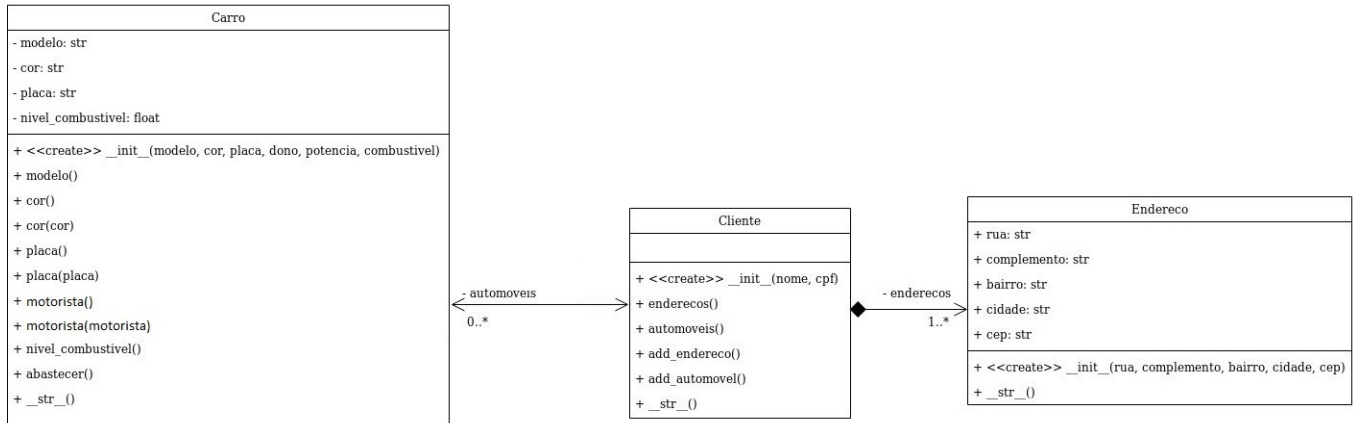 Carro
- modelo: str
- cor: str
- placa: str
- nivel_combustivel: float
+ <<create>> __init__(modelo, cor, placa, dono, potencia, combustivel)
+ modelo()
+ cor()
+ cor(cor)
+ placa()
+ placa(placa)
+ motorista()
+ motorista(motorista)
+ nivel_combustivel()
+ abastecer()
+ __str__()
- automoveis
0..*
Cliente
+ <<create>> __init__(nome, cpf)
+ enderecos()
+ automoveis()
+ add_endereco()
+ add_automovel()
+ __str__()
- enderecos
1..*
Endereco
+ rua: str
+ complemento: str
+ bairro: str
+ cidade: str
+ cep: str
+ <<create>> __init__(rua, complemento, bairro, cidade, cep)
+ __str__()